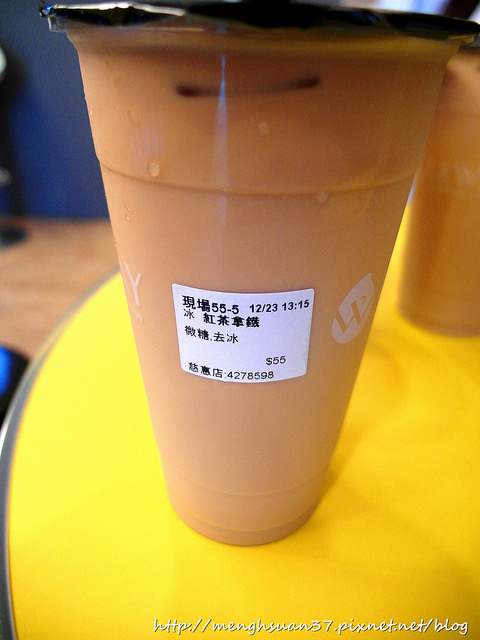 現場55-5 12/23 13:15
冰 紅茶拿鐵
微糖.去冰
$55
慈惠店:4278598
Y
http://menghsuan37.pixnet.net/blog